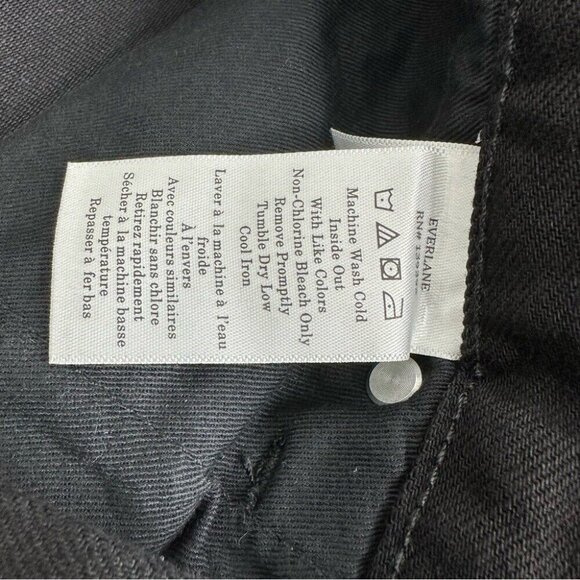 EVERLANE
RN#
Machine Wash Cold
Inside Out
With Like Colors
Non-Chlorine Bleach Only
Remove Promptly
Tumble Dry Low
Cool Iron
Laver à la machine à l'eau
froide
À l'envers
Avec couleurs similaires
Blanchir sans chlore
Retirez rapidement
Sécher à la machine basse
température
Repasser à fer bas